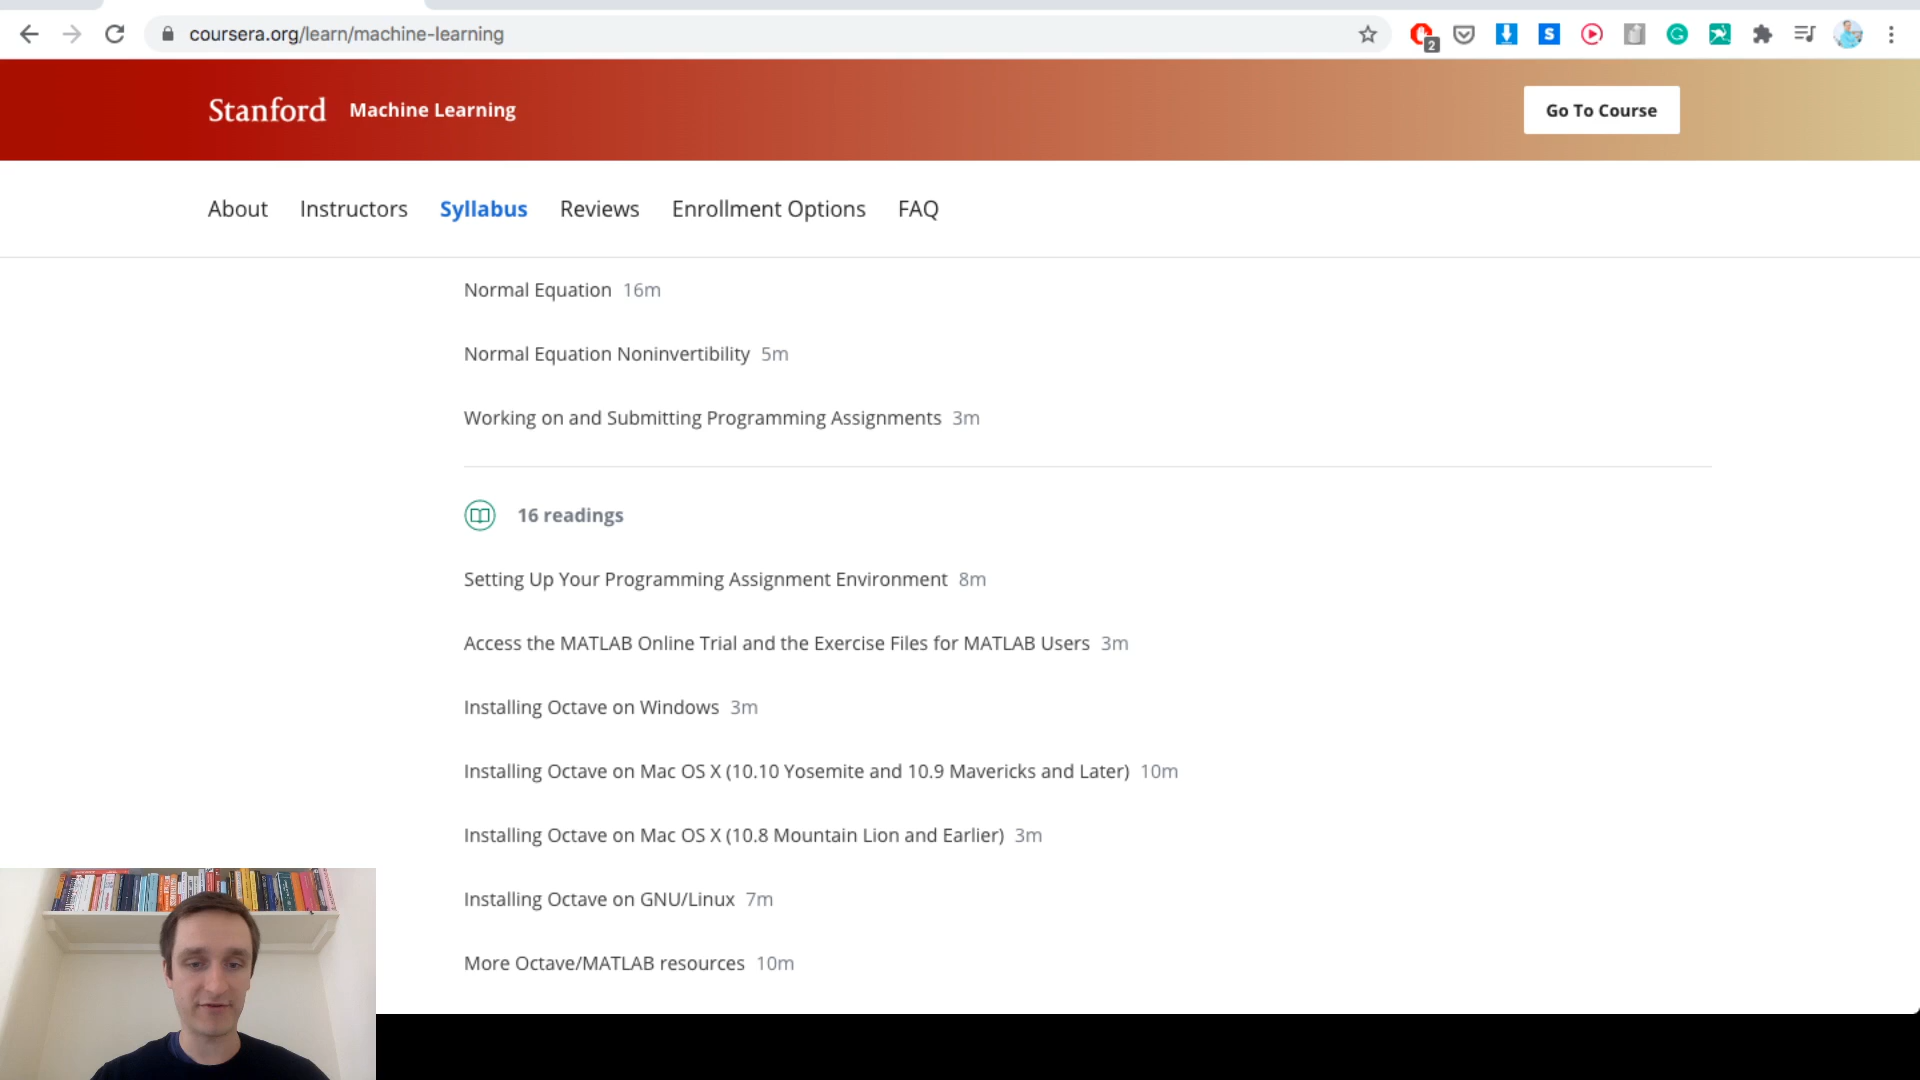 coursera.org/learn/machine-learning
2
S
G
Stanford Machine Learning
Go To Course
About Instructors Syllabus Reviews Enrollment Options FAQ
Normal Equation 16m
Normal Equation Noninvertibility 5m
Working on and Submitting Programming Assignments 3m
16 readings
Setting Up Your Programming Assignment Environment 8m
Access the MATLAB Online Trial and the Exercise Files for MATLAB Users 3m
Installing Octave on Windows 3m
Installing Octave on Mac OS X (10.10 Yosemite and 10.9 Mavericks and Later) 10m
Installing Octave on Mac OS X (10.8 Mountain Lion and Earlier) 3m
Installing Octave on GNU/Linux 7m
More Octave/MATLAB resources 10m